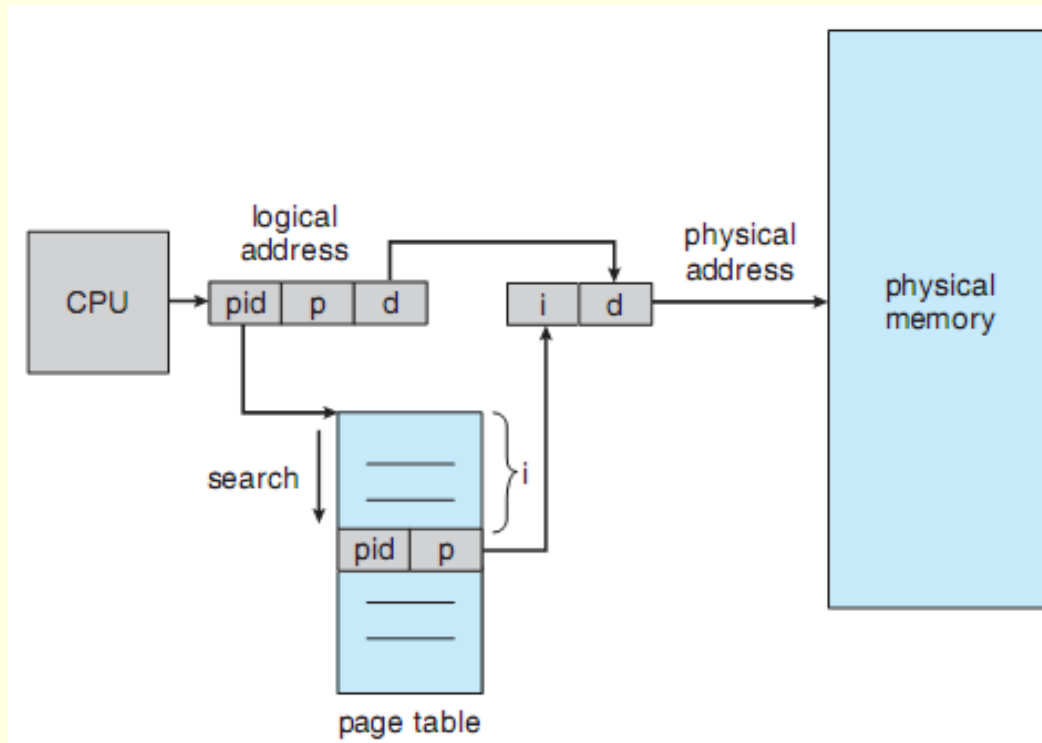 logical
address
physical
address
CPU
pid p d
i d
physical
memory
search
i
pid p
page table